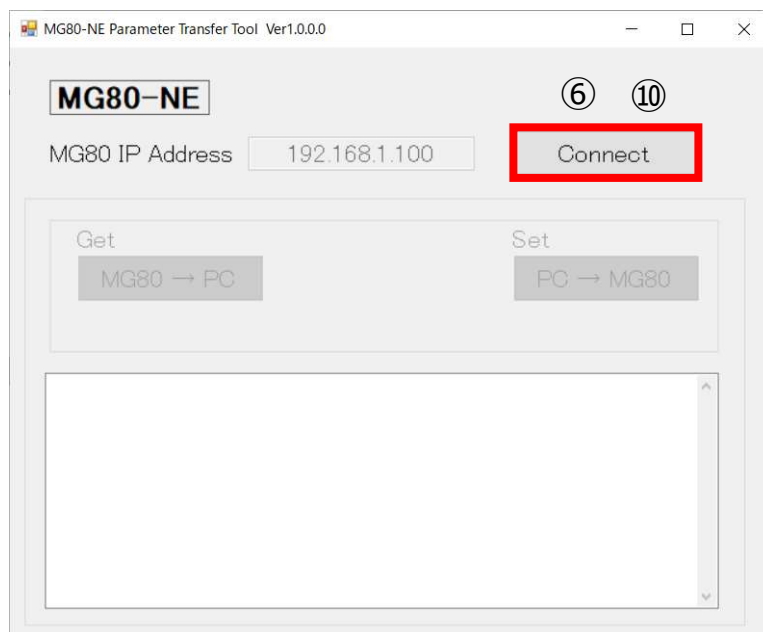 MG80-NE Parameter Transfer Tool Ver1.0.0.0
MG80-NE
⑥ ⑩
MG80 IP Address 192.168.1.100 Connect
Get Set
MG80 → PC PC → MG80